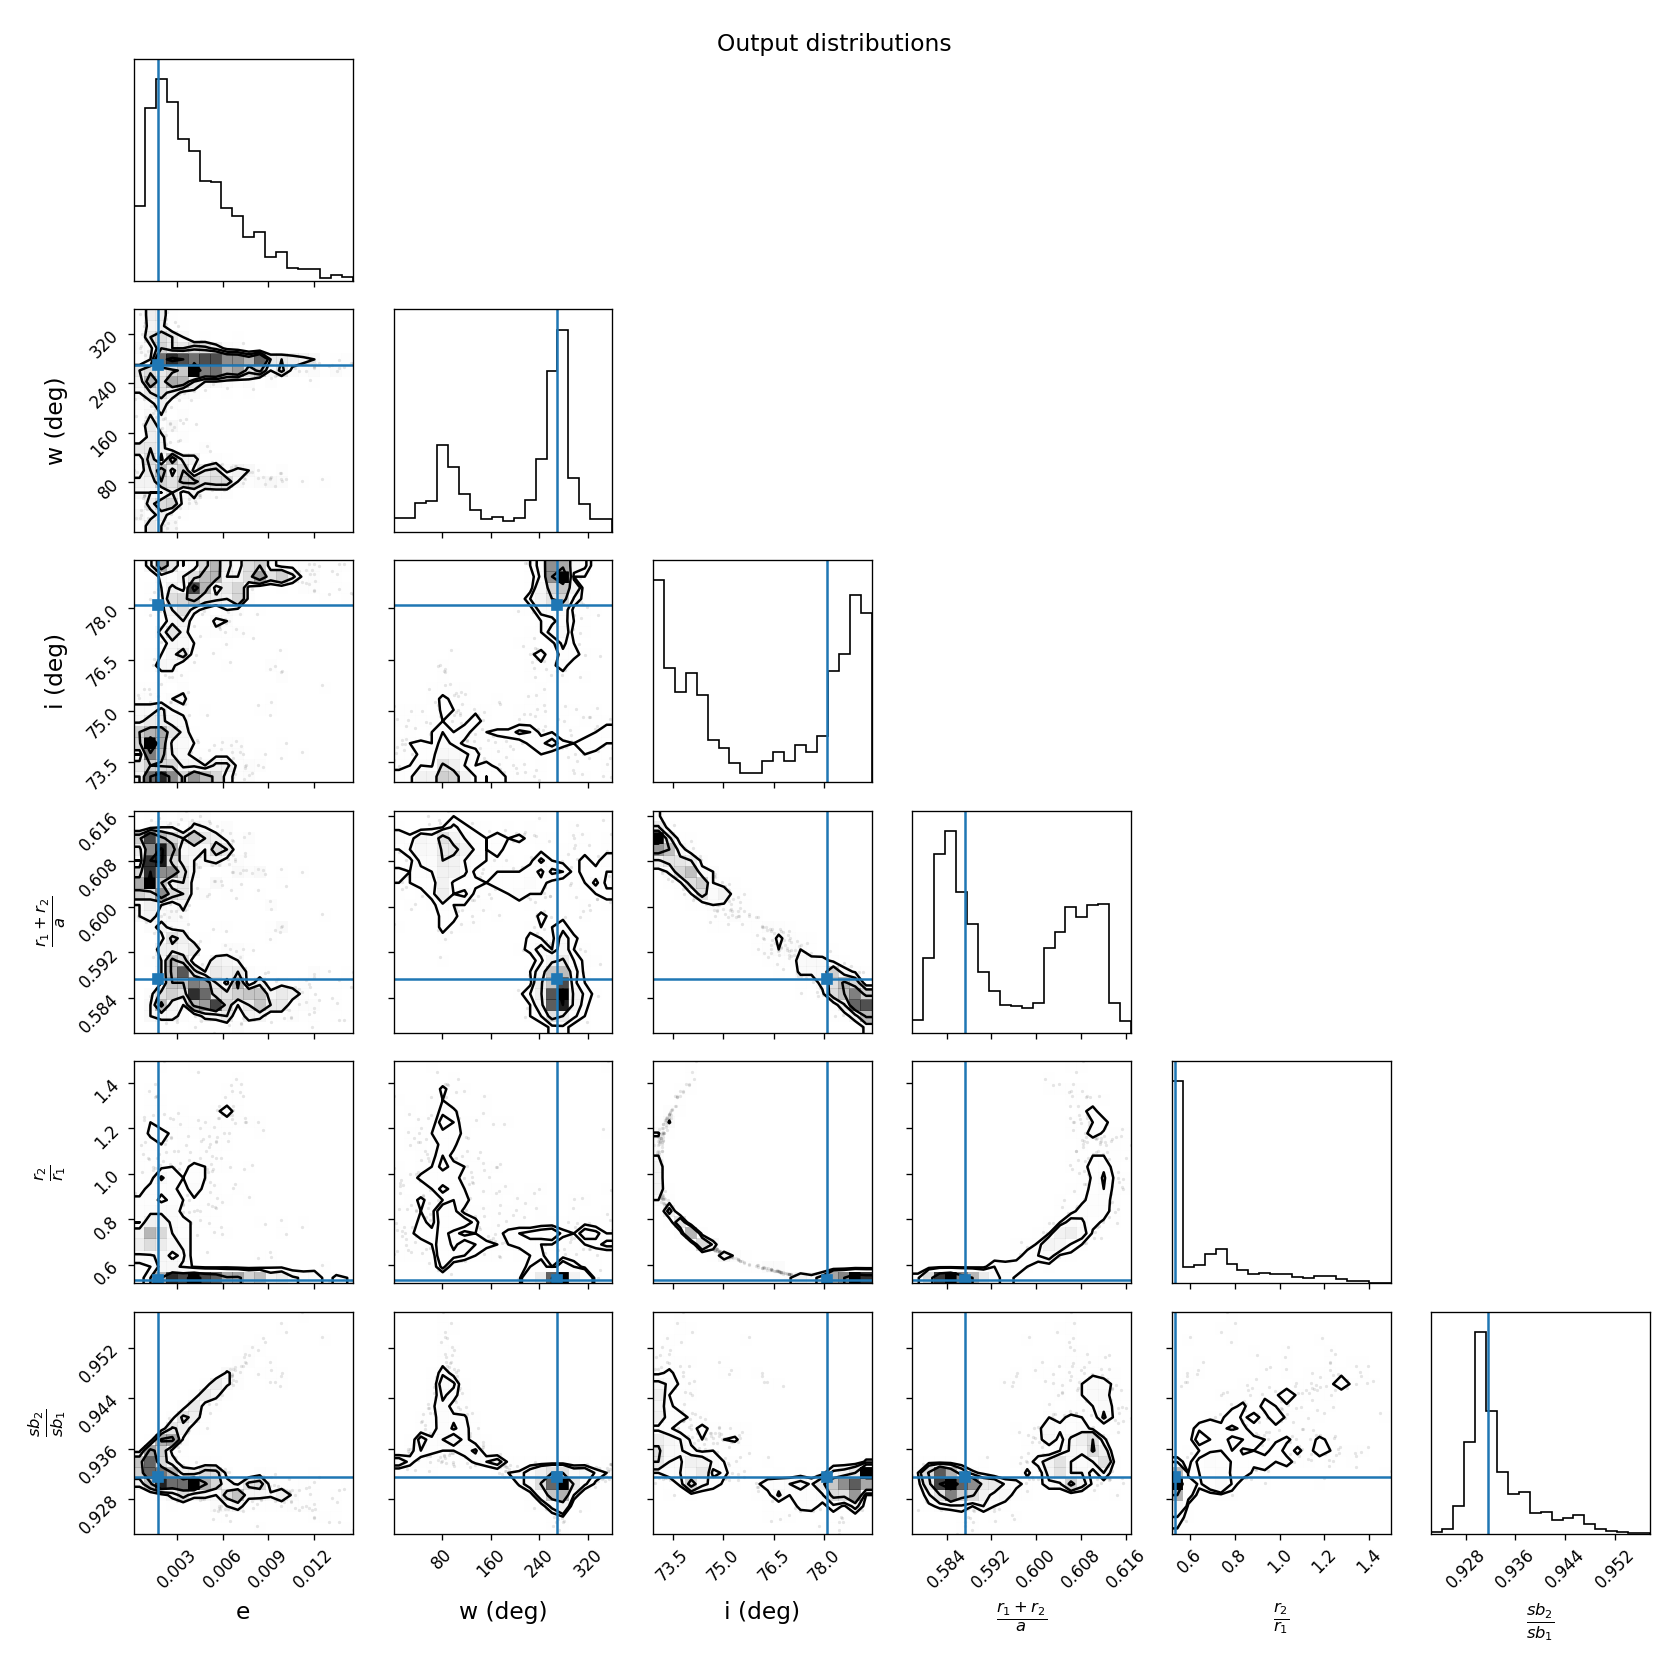 Output distributions
320
240
160
80
w (deg)
78.0
76.5
75.0
73.5
i (deg)
0.616
0.608
0.600
0.592
0.584
r₁ + r₂
a
1.4
1.2
1.0
0.8
0.6
r₂
r₁
0.952
0.944
0.936
0.928
sb₂
sb₁
0.003 0.006 0.009 0.012 80 160 240 320 73.5 75.0 76.5 78.0 0.584 0.592 0.600 0.608 0.616 0.6 0.8 1.0 1.2 1.4 0.928 0.936 0.944 0.952
e w (deg) i (deg) r₁ + r₂ r₂ sb₂
a r₁ sb₁